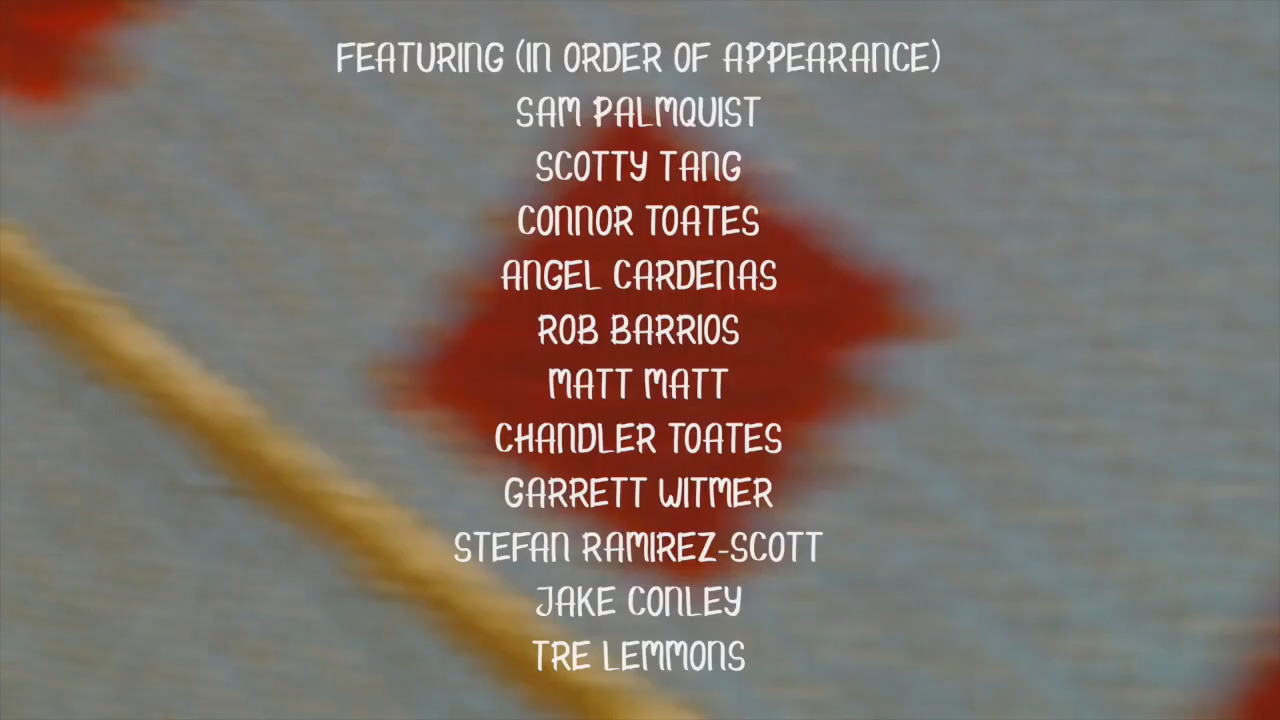 FEATURING (IN ORDER OF APPEARANCE)
SAM PALMQUIST
SCOTTY TANG
CONNOR TOATES
ANGEL CARDENAS
ROB BARRIOS
MATT MATT
CHANDLER TOATES
GARRETT WITMER
STEFAN RAMIREZ-SCOTT
JAKE CONLEY
TRE LEMMONS